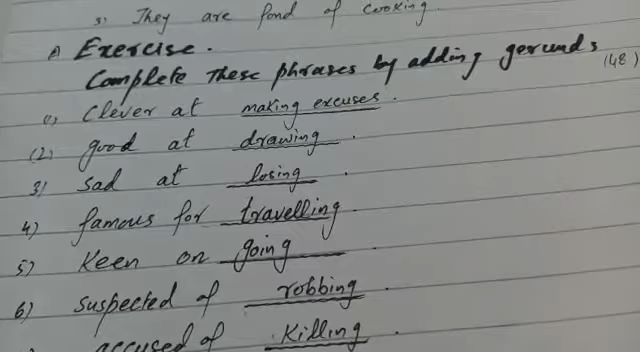 3. They are fond of cooking
A) Exercise.
Complete These phrases by adding gerunds (48)
(1) Clever at making excuses.
(2) good at drawing.
3) sad at losing.
4) famous for travelling
5) Keen on going
6) suspected of robbing
accused of Killing.